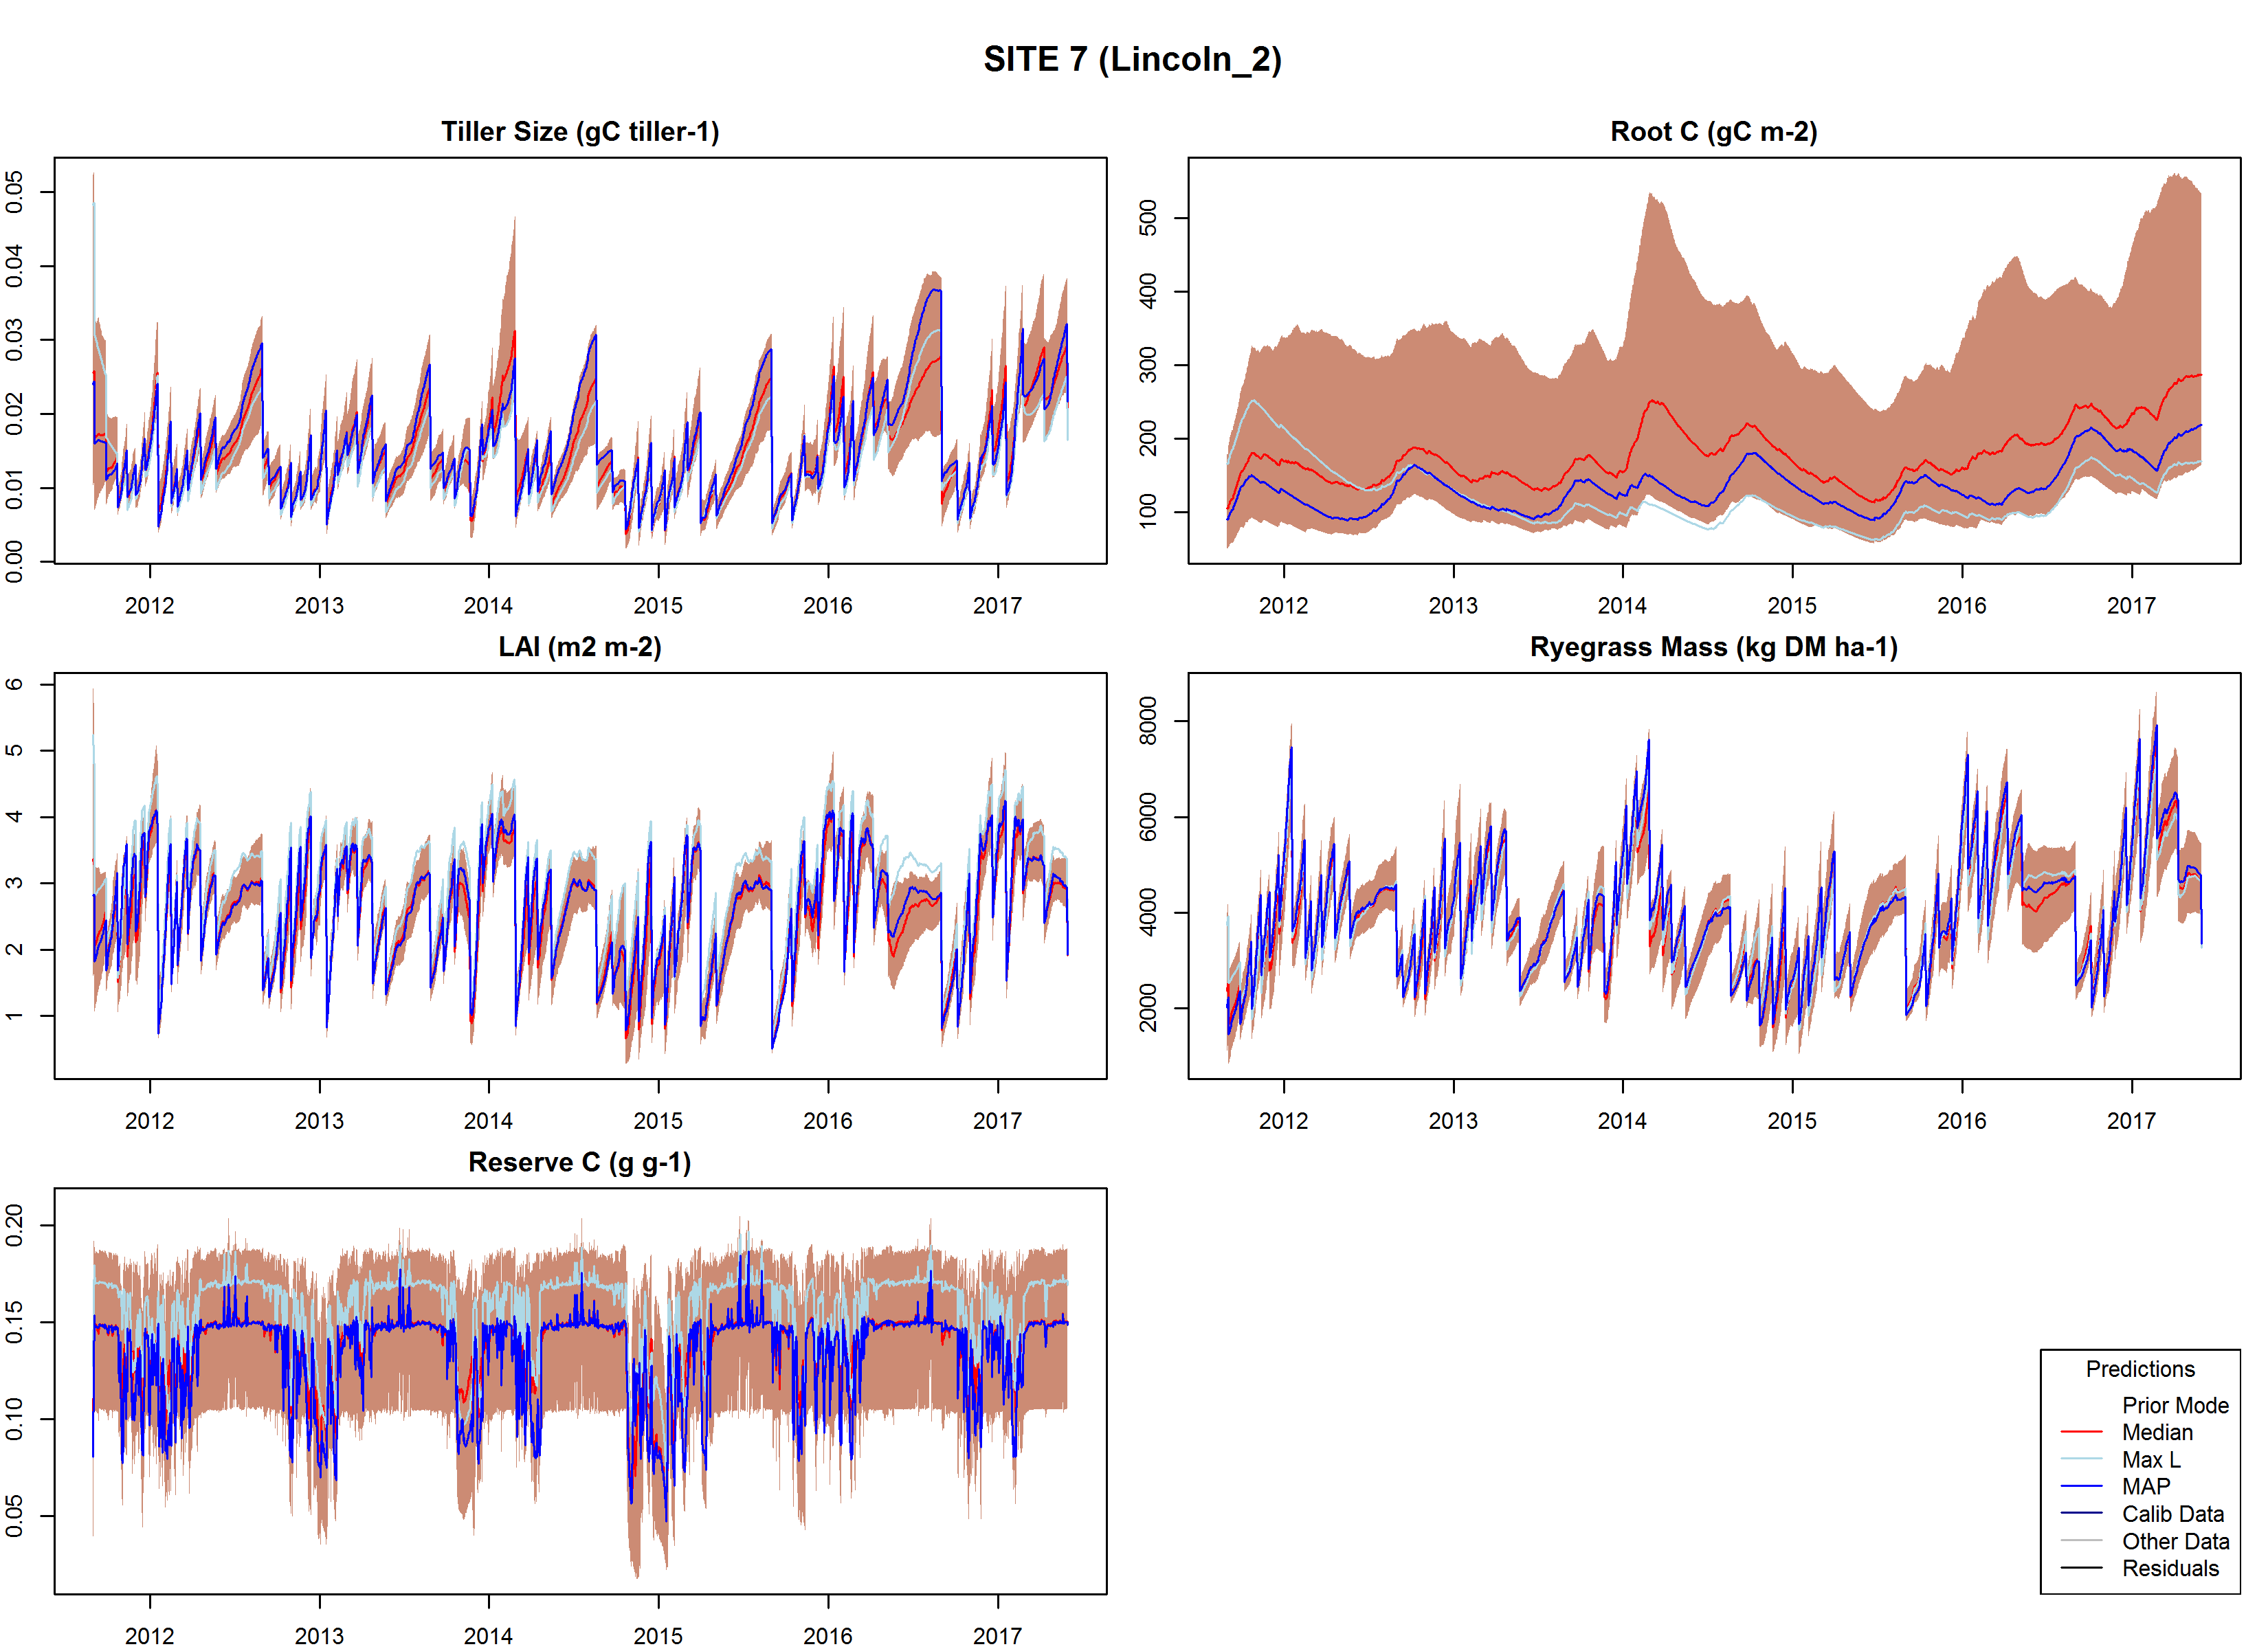 SITE 7 (Lincoln_2)
Tiller Size (gC tiller-1)
0.05
0.04
0.03
0.02
0.01
0.00
2012 2013 2014 2015 2016 2017
Root C (gC m-2)
500
400
300
200
100
2012 2013 2014 2015 2016 2017
LAI (m2 m-2)
6
5
4
3
2
1
2012 2013 2014 2015 2016 2017
Ryegrass Mass (kg DM ha-1)
8000
6000
4000
2000
2012 2013 2014 2015 2016 2017
Reserve C (g g-1)
0.20
0.15
0.10
0.05
2012 2013 2014 2015 2016 2017
Predictions
Prior Mode
Median
Max L
MAP
Calib Data
Other Data
Residuals